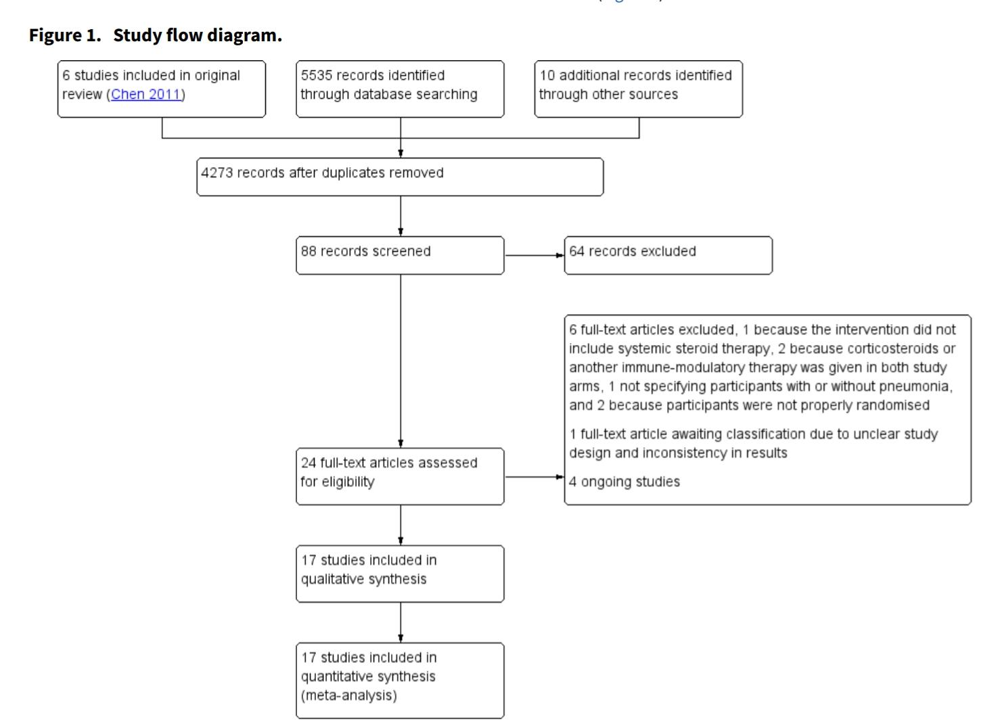 Figure 1. Study flow diagram.
6 studies included in original
review (Chen 2011)
5535 records identified
through database searching
10 additional records identified
through other sources
4273 records after duplicates removed
88 records screened
64 records excluded
6 full-text articles excluded, 1 because the intervention did not
include systemic steroid therapy, 2 because corticosteroids or
another immune-modulatory therapy was given in both study
arms, 1 not specifying participants with or without pneumonia,
and 2 because participants were not properly randomised
1 full-text article awaiting classification due to unclear study
design and inconsistency in results
4 ongoing studies
24 full-text articles assessed
for eligibility
17 studies included in
qualitative synthesis
17 studies included in
quantitative synthesis
(meta-analysis)